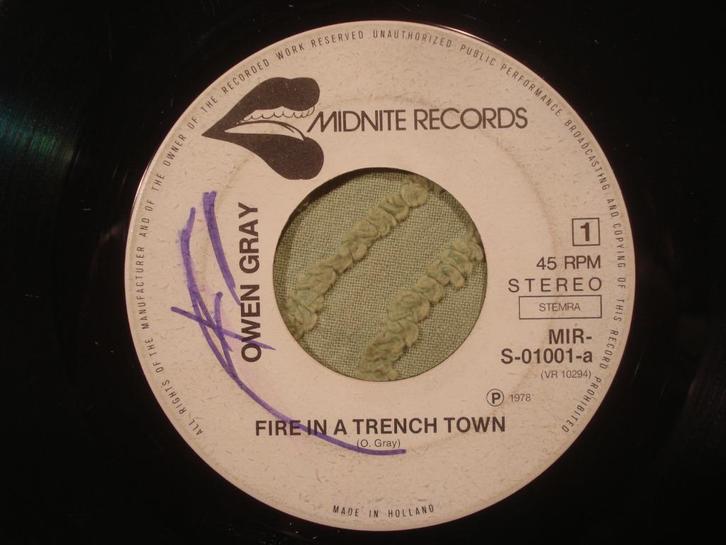 ALL RIGHTS OF THE MANUFACTURER AND OF THE OWNER OF THE RECORDED WORK RESERVED UNAUTHORIZED PUBLIC PERFORMANCE BROADCASTING AND COPYING OF THIS RECORD PROHIBITED
MIDNITE RECORDS
OWEN GRAY
1
45 RPM
STEREO
STEMRA
MIR-
S-01001-a
(VR 10294)
℗ 1978
FIRE IN A TRENCH TOWN
(O. Gray)
MADE IN HOLLAND